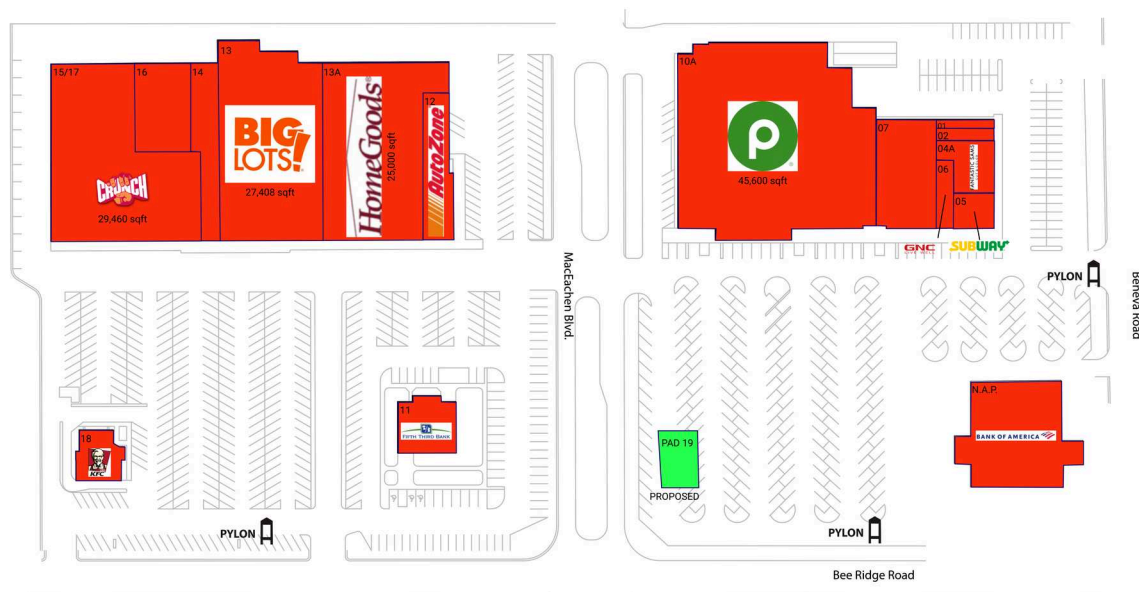 15/17
16
14
13
13A
12
CRUNCH
29,460 sqft
BIG
LOTS!
27,408 sqft
HomeGoods®
25,000 sqft
AutoZone
10A
P
45,600 sqft
07
01
02
04A
06
05
GNC
SUBWAY
MacEachen Blvd.
PYLON
Beneva Road
18
KFC
11
FIFTH THIRD BANK
PAD 19
PROPOSED
N.A.P.
BANK OF AMERICA
PYLON
PYLON
Bee Ridge Road